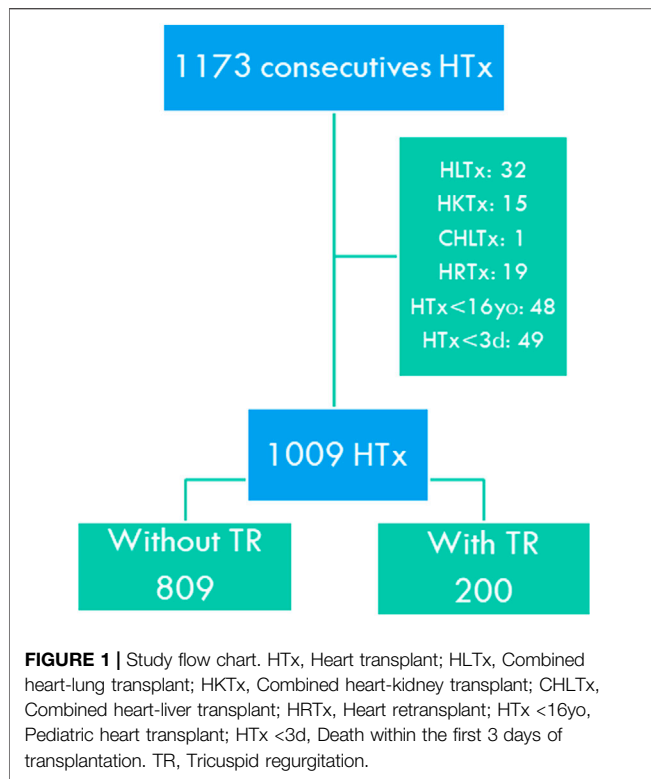 1173 consecutives HTx
HLTx: 32
HKTx: 15
CHLTx: 1
HRTx: 19
HTx<16yo: 48
HTx<3d: 49
1009 HTx
Without TR
809
With TR
200
FIGURE 1 | Study flow chart. HTx, Heart transplant; HLTx, Combined
heart-lung transplant; HKTx, Combined heart-kidney transplant; CHLTx,
Combined heart-liver transplant; HRTx, Heart retransplant; HTx <16yo,
Pediatric heart transplant; HTx <3d, Death within the first 3 days of
transplantation. TR, Tricuspid regurgitation.